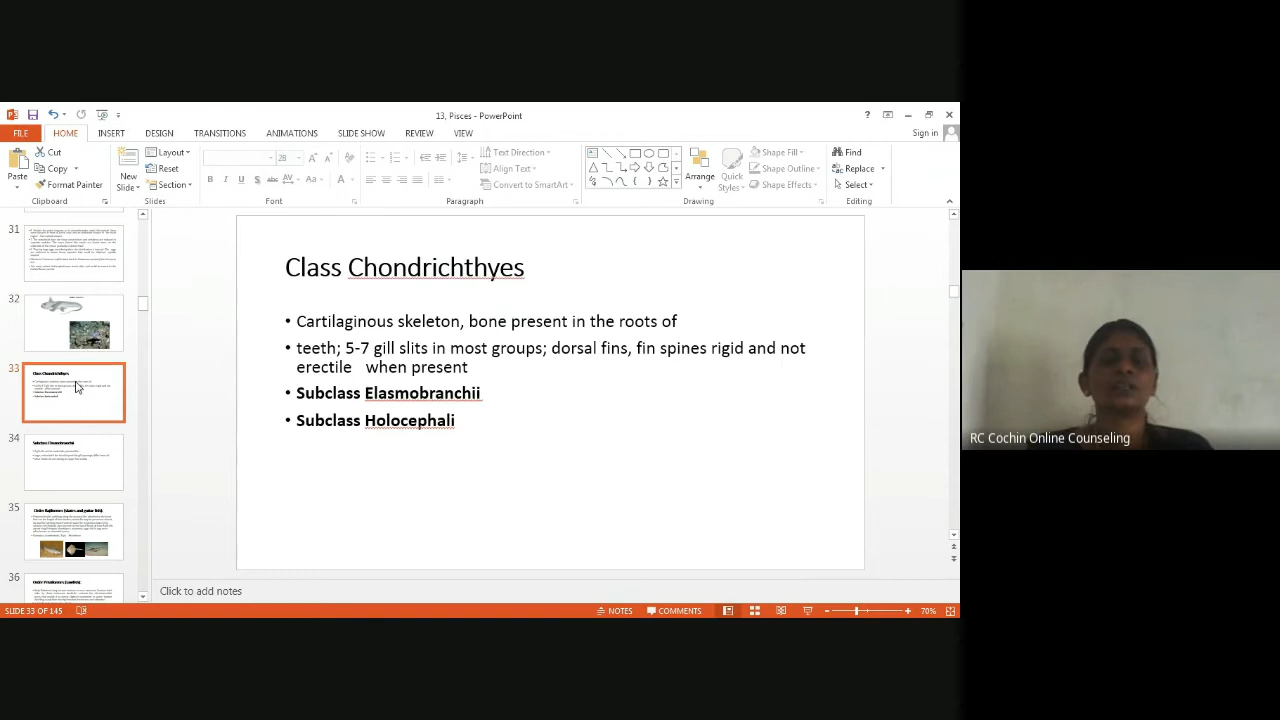 13, Pisces - PowerPoint
FILE HOME INSERT DESIGN TRANSITIONS ANIMATIONS SLIDE SHOW REVIEW VIEW Sign in
Paste Cut Copy Format Painter Clipboard
New Slide Layout Reset Section Slides
28 Font
Text Direction Align Text Convert to SmartArt Paragraph
Arrange Quick Styles Shape Fill Shape Outline Shape Effects Drawing
Find Replace Select Editing
31
32
33
34
35
36
Class Chondrichthyes
• Cartilaginous skeleton, bone present in the roots of
• teeth; 5-7 gill slits in most groups; dorsal fins, fin spines rigid and not
erectile when present
• Subclass Elasmobranchii
• Subclass Holocephali
Click to add notes
SLIDE 33 OF 145 NOTES COMMENTS 70%
RC Cochin Online Counseling